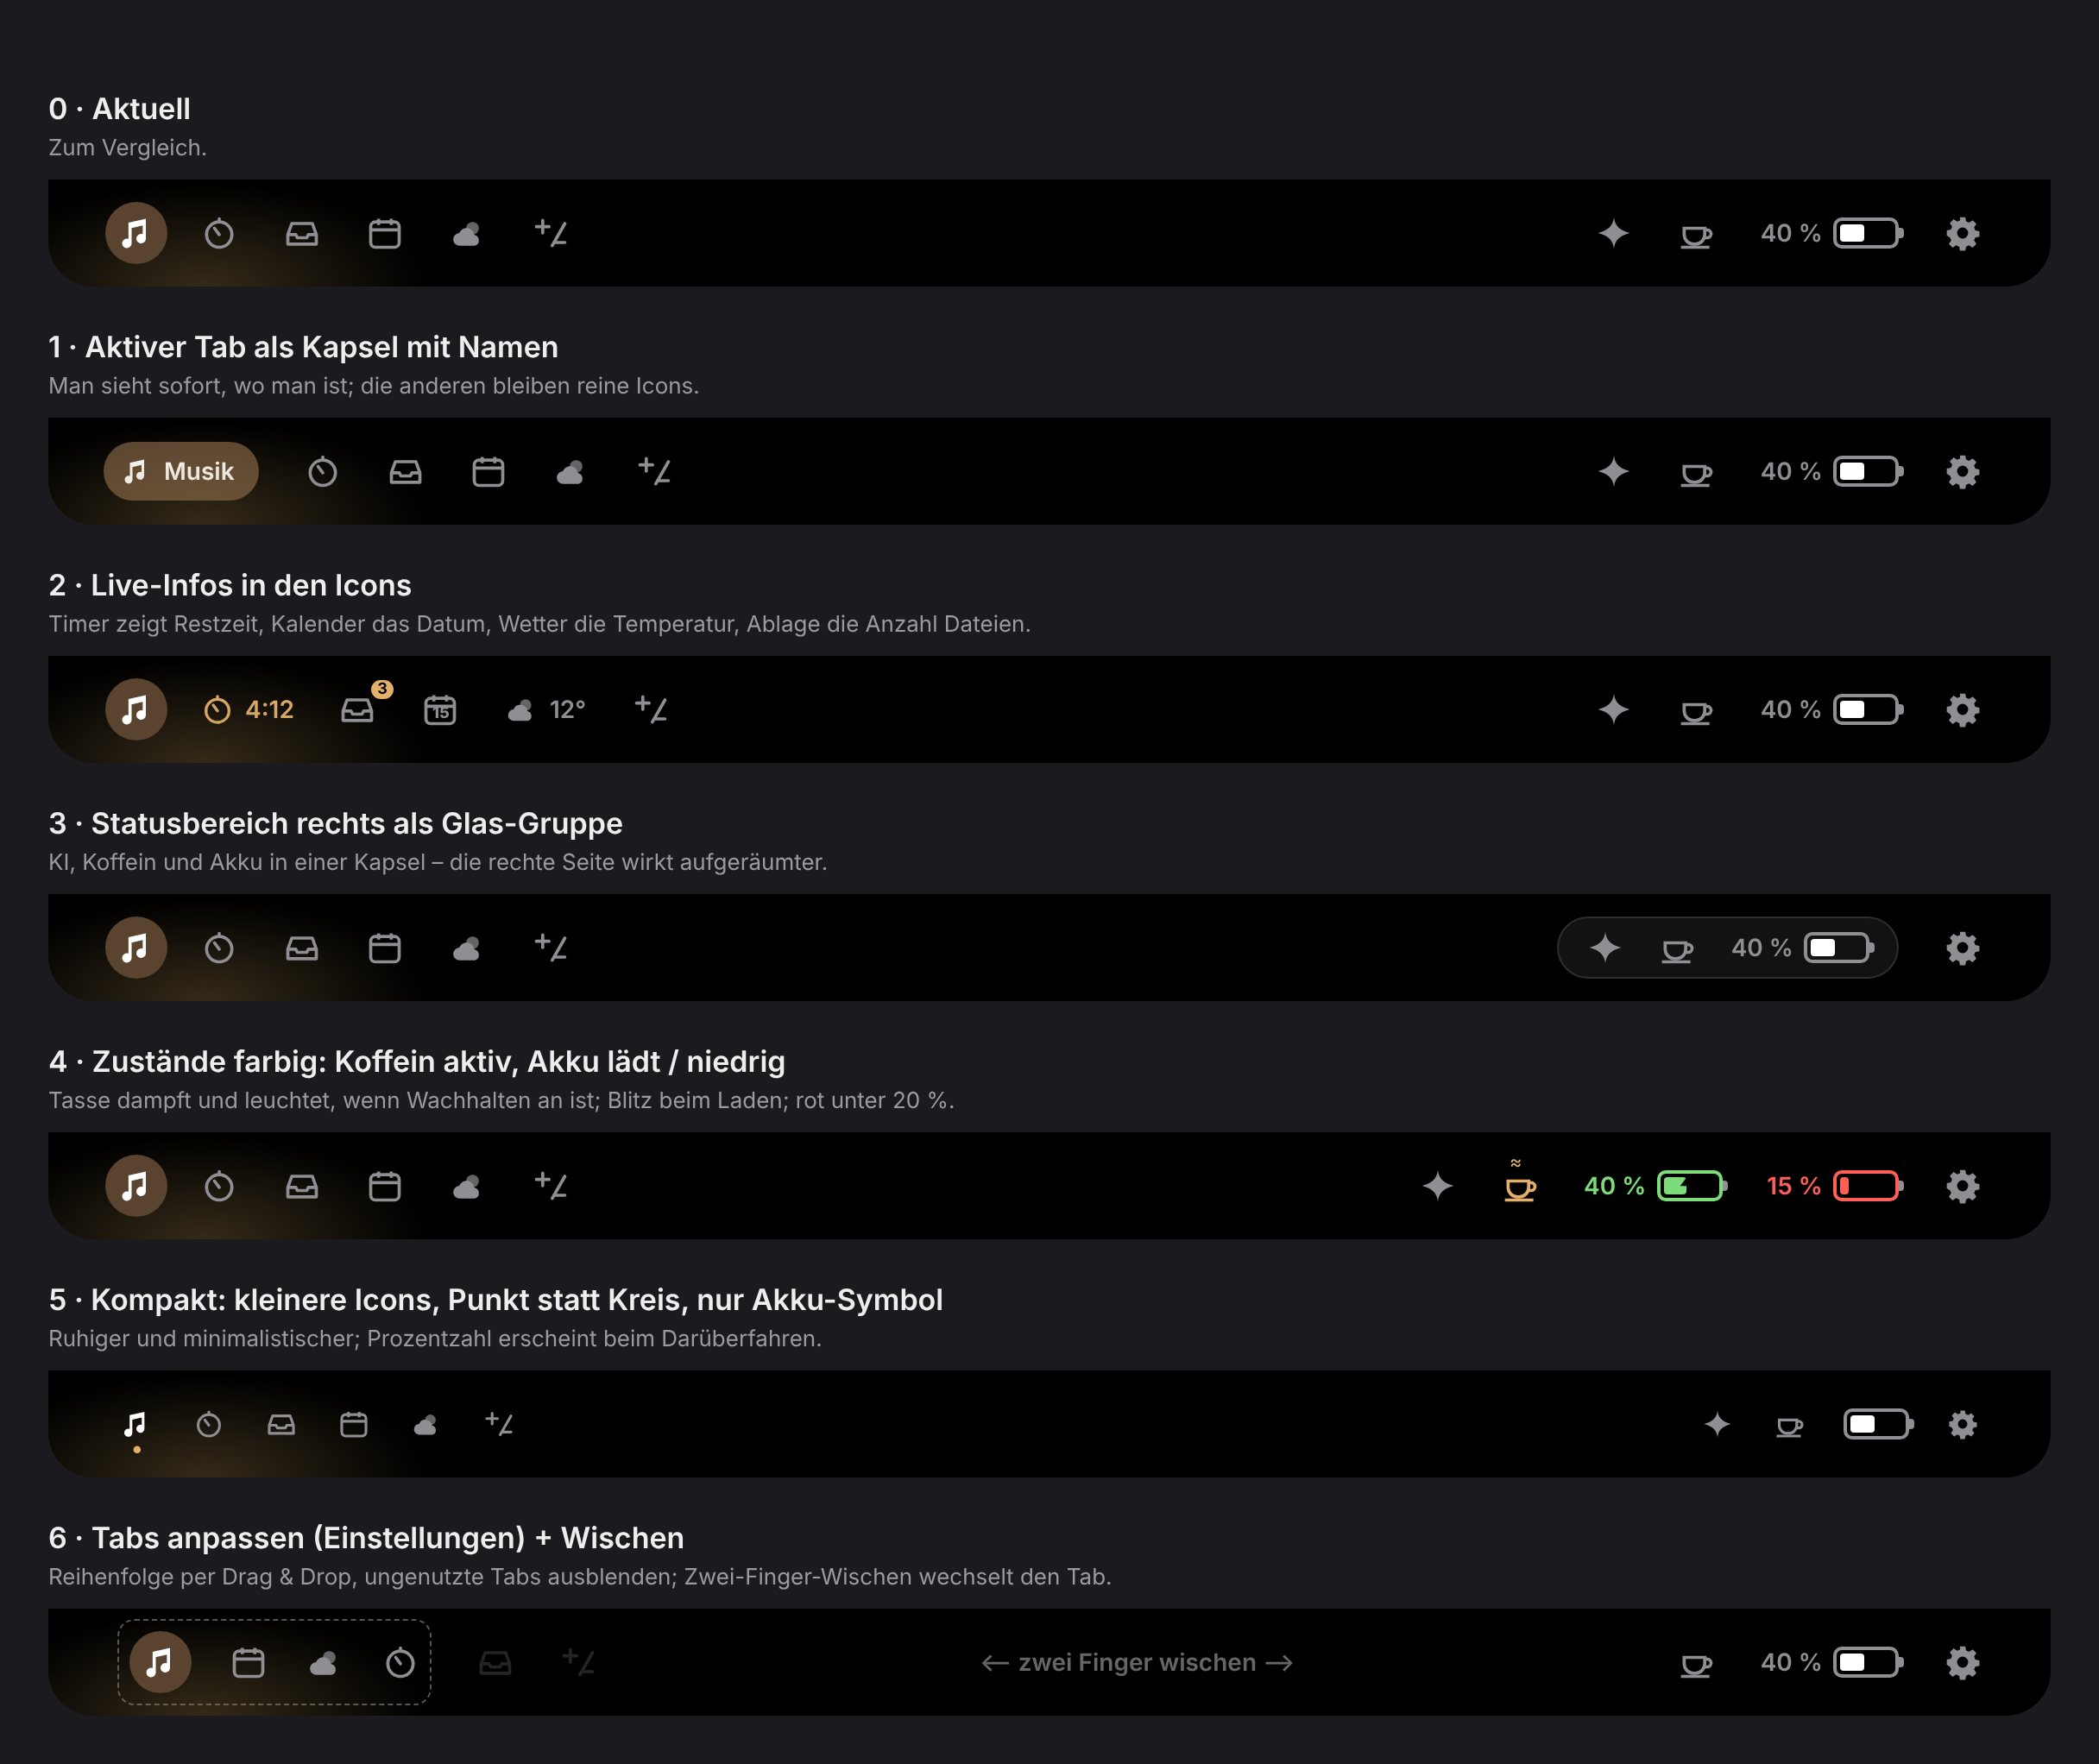 0 · Aktuell
Zum Vergleich.
40 %
1 · Aktiver Tab als Kapsel mit Namen
Man sieht sofort, wo man ist; die anderen bleiben reine Icons.
Musik
40 %
2 · Live-Infos in den Icons
Timer zeigt Restzeit, Kalender das Datum, Wetter die Temperatur, Ablage die Anzahl Dateien.
4:12 3 15 12° 40 %
3 · Statusbereich rechts als Glas-Gruppe
KI, Koffein und Akku in einer Kapsel – die rechte Seite wirkt aufgeräumter.
40 %
4 · Zustände farbig: Koffein aktiv, Akku lädt / niedrig
Tasse dampft und leuchtet, wenn Wachhalten an ist; Blitz beim Laden; rot unter 20 %.
≈
40 % 15 %
5 · Kompakt: kleinere Icons, Punkt statt Kreis, nur Akku-Symbol
Ruhiger und minimalistischer; Prozentzahl erscheint beim Darüberfahren.
6 · Tabs anpassen (Einstellungen) + Wischen
Reihenfolge per Drag & Drop, ungenutzte Tabs ausblenden; Zwei-Finger-Wischen wechselt den Tab.
← zwei Finger wischen → 40 %